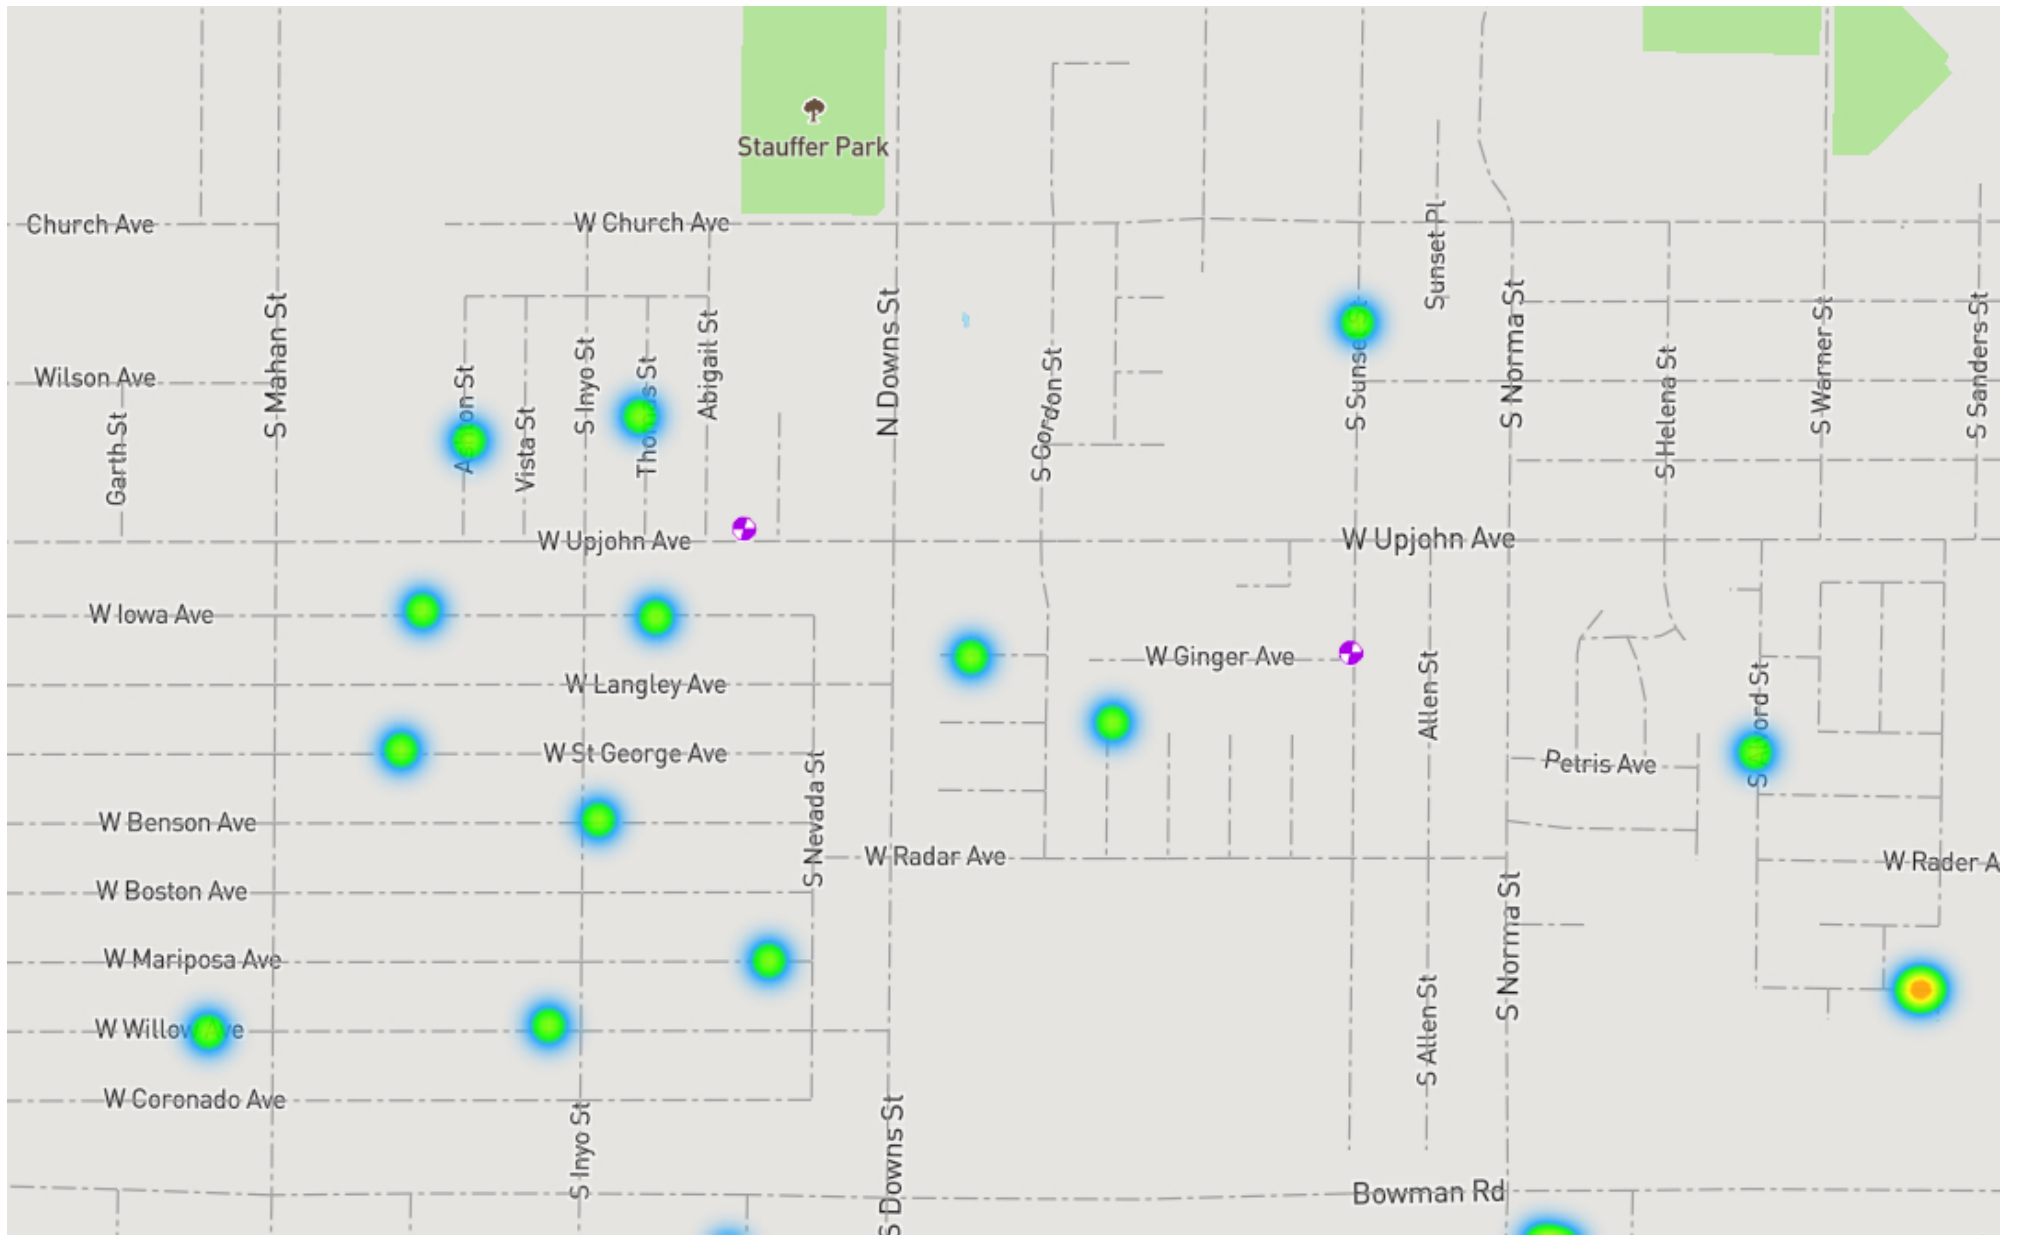 Stauffer Park
Church Ave
W Church Ave
Sunset Pl
S Mahan St
N Downs St
S Norma St
S Warner St
S Sanders St
Wilson Ave
S Inyo St
Abigail St
S Gordon St
S Helena St
Garth St
Vista St
W Upjohn Ave
W Upjohn Ave
W Iowa Ave
W Langley Ave
W Ginger Ave
Allen St
W St George Ave
Petris Ave
S Nevada St
W Benson Ave
W Radar Ave
W Rader A
W Boston Ave
W Mariposa Ave
S Norma St
W Willow Ave
S Allen St
W Coronado Ave
S Inyo St
S Downs St
Bowman Rd